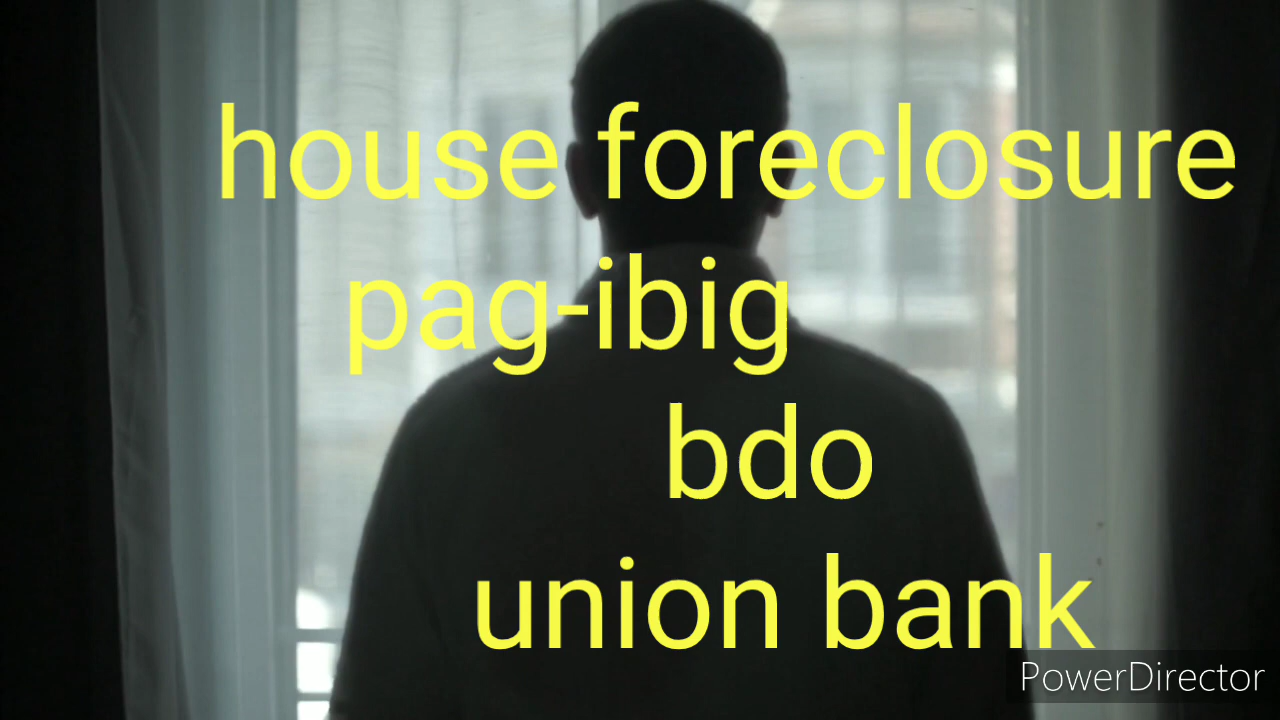 house foreclosure
pag-ibig
bdo
union bank
PowerDirector